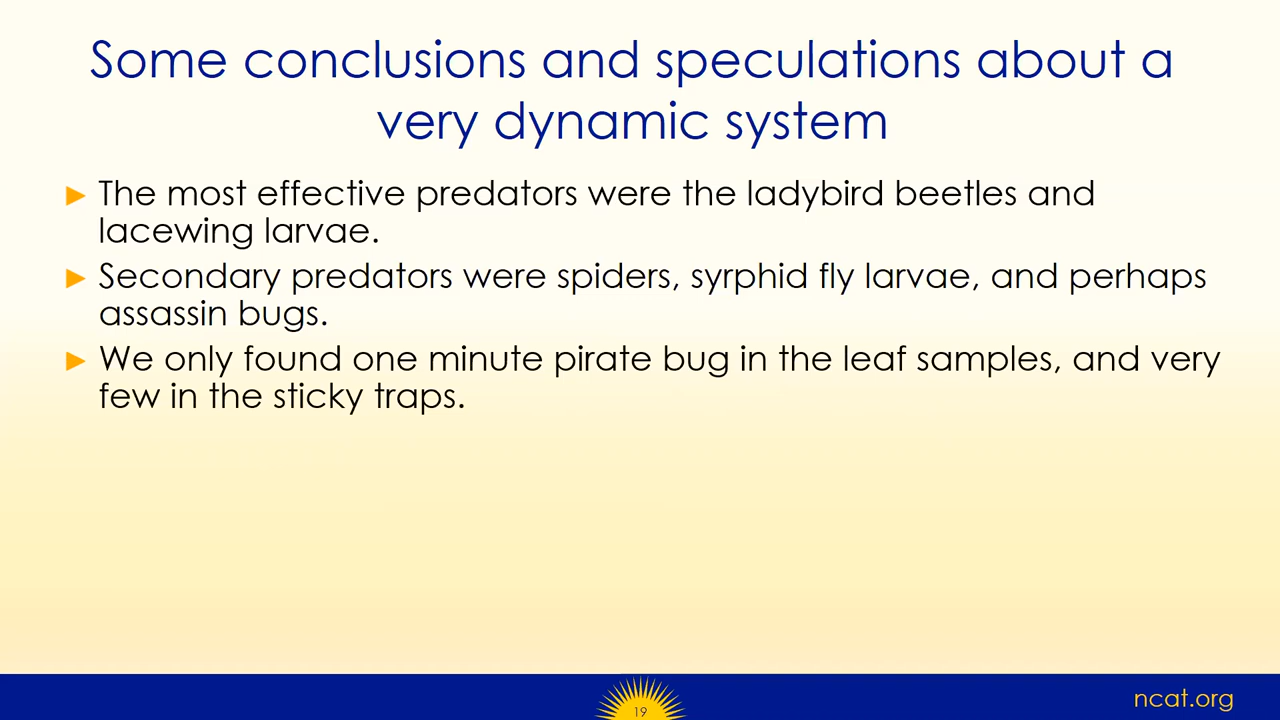 Some conclusions and speculations about a
very dynamic system
► The most effective predators were the ladybird beetles and
lacewing larvae.
► Secondary predators were spiders, syrphid fly larvae, and perhaps
assassin bugs.
► We only found one minute pirate bug in the leaf samples, and very
few in the sticky traps.
19
ncat.org